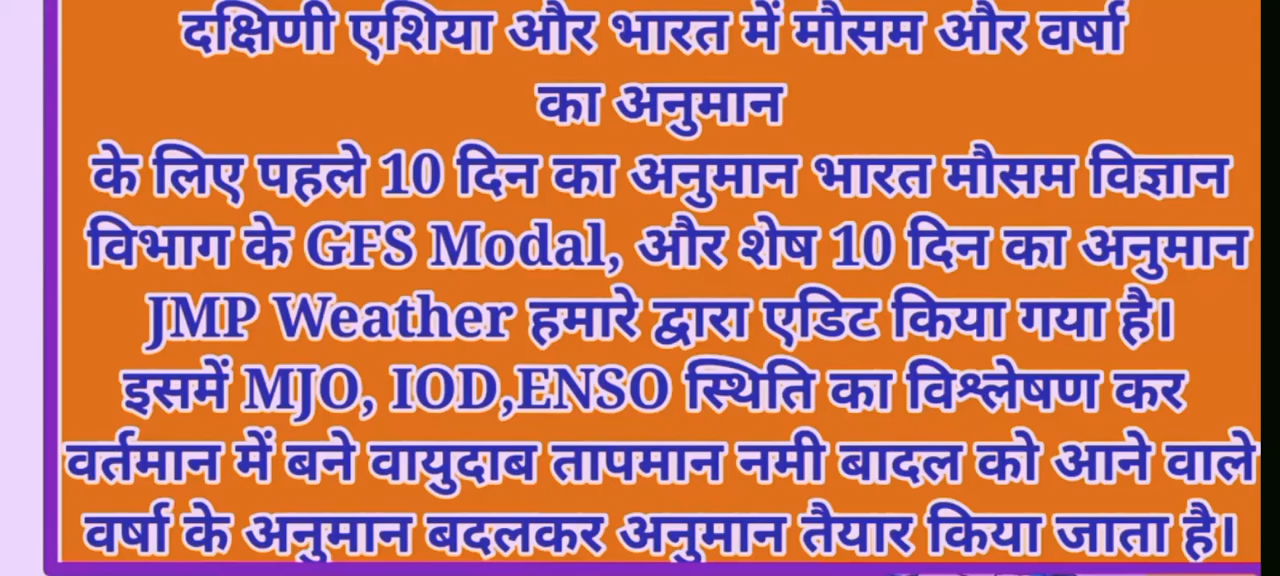 दक्षिणी एशिया और भारत में मौसम और वर्षा
का अनुमान
के लिए पहले 10 दिन का अनुमान भारत मौसम विज्ञान
विभाग के GFS Modal, और शेष 10 दिन का अनुमान
JMP Weather हमारे द्वारा एडिट किया गया है।
इसमें MJO, IOD,ENSO स्थिति का विश्लेषण कर
वर्तमान में बने वायुदाब तापमान नमी बादल को आने वाले
वर्षा के अनुमान बदलकर अनुमान तैयार किया जाता है।